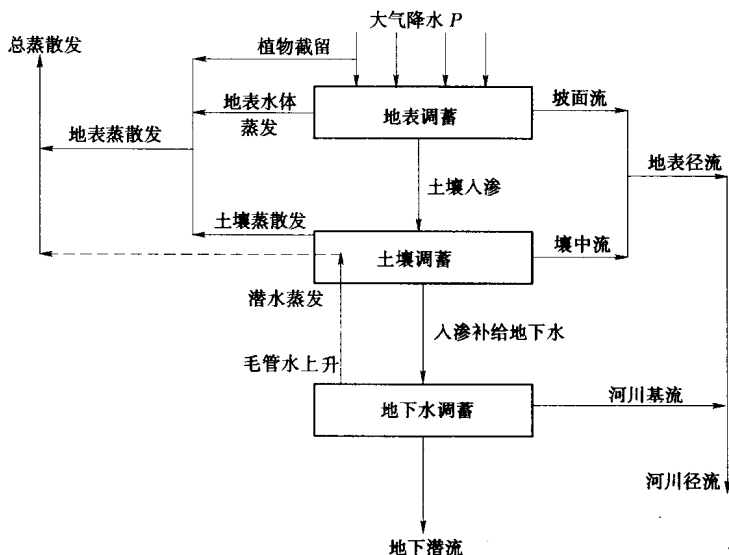 大气降水 P
总蒸散发
植物截留
地表水体
蒸发
地表调蓄
坡面流
地表蒸散发
地表径流
土壤入渗
土壤蒸散发
土壤调蓄
壤中流
潜水蒸发
入渗补给地下水
毛管水上升
地下水调蓄
河川基流
河川径流
地下潜流